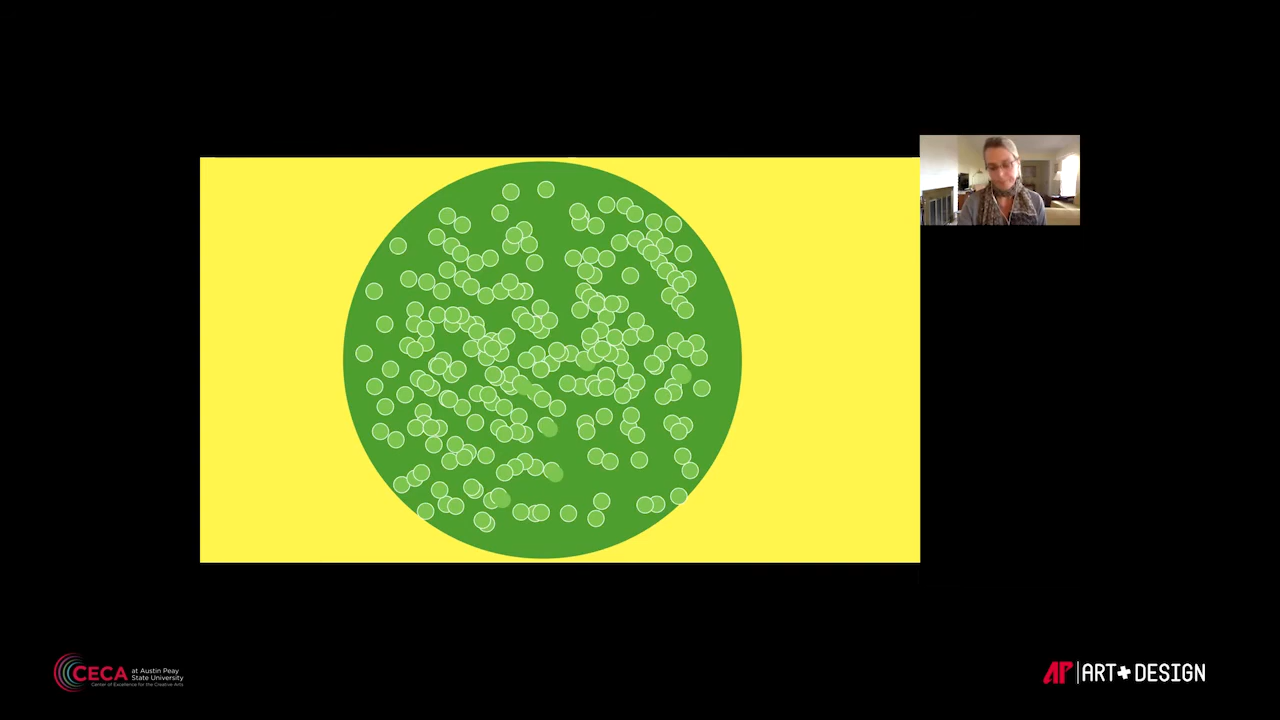 CECA
at Austin Peay
State University
Center of Excellence for the Creative Arts
AP ART+DESIGN